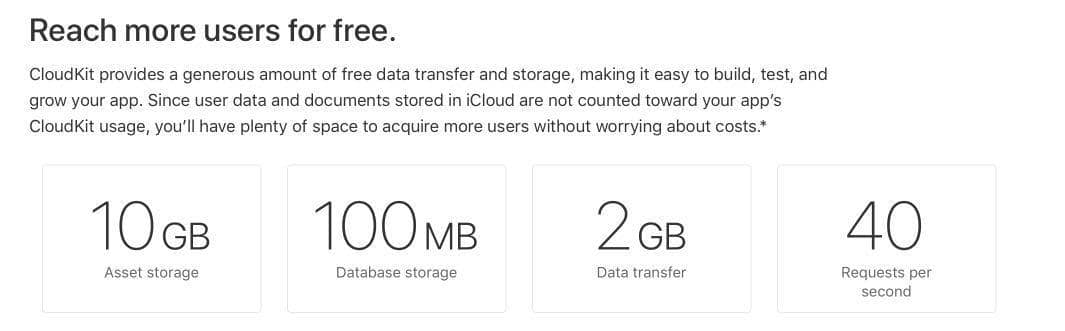 Reach more users for free.
CloudKit provides a generous amount of free data transfer and storage, making it easy to build, test, and
grow your app. Since user data and documents stored in iCloud are not counted toward your app’s
CloudKit usage, you’ll have plenty of space to acquire more users without worrying about costs.*
10 GB
Asset storage
100 MB
Database storage
2 GB
Data transfer
40
Requests per
second